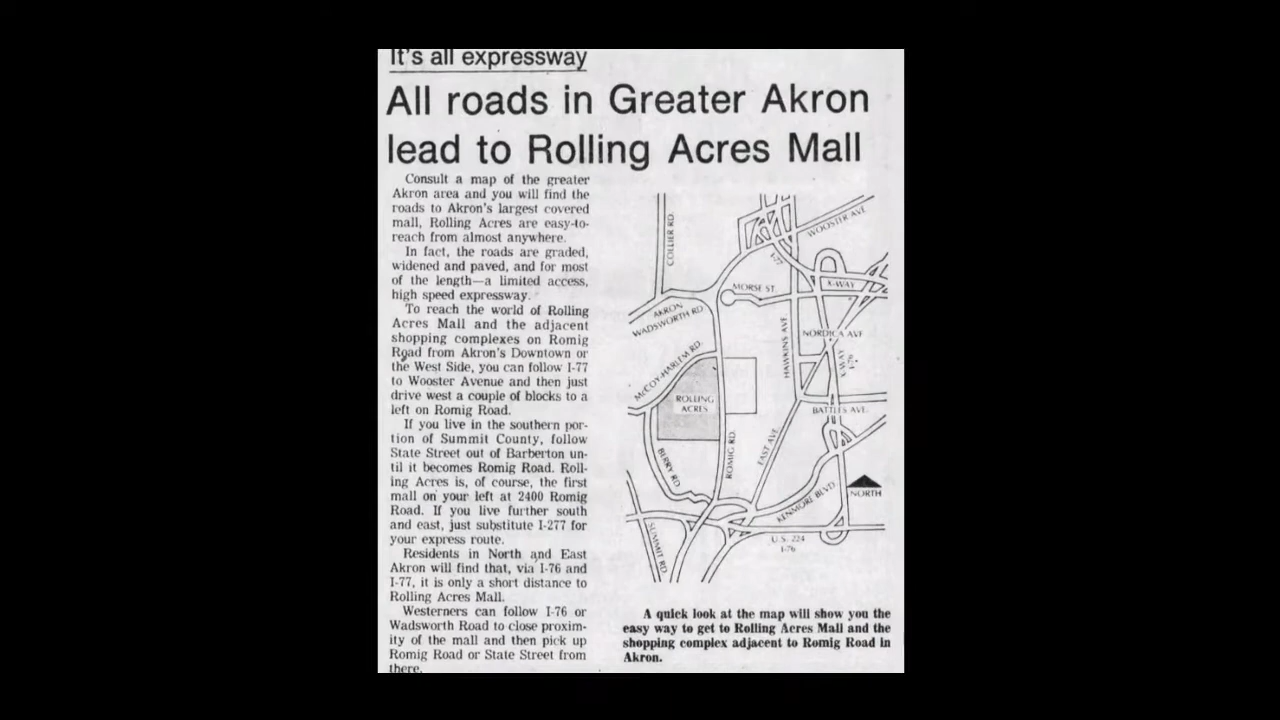 It's all expressway
All roads in Greater Akron
lead to Rolling Acres Mall
Consult a map of the greater
Akron area and you will find the
roads to Akron's largest covered
mall, Rolling Acres are easy-to-
reach from almost anywhere.
In fact, the roads are graded,
widened and paved, and for most
of the length—a limited access,
high speed expressway.
To reach the world of Rolling
Acres Mall and the adjacent
shopping complexes on Romig
Road from Akron's Downtown or
the West Side, you can follow I-77
to Wooster Avenue and then just
drive west a couple of blocks to a
left on Romig Road.
If you live in the southern por-
tion of Summit County, follow
State Street out of Barberton un-
til it becomes Romig Road. Roll-
ing Acres is, of course, the first
mall on your left at 2400 Romig
Road. If you live further south
and east, just substitute I-277 for
your express route.
Residents in North and East
Akron will find that, via I-76 and
I-77, it is only a short distance to
Rolling Acres Mall.
Westerners can follow I-76 or
Wadsworth Road to close proxim-
ity of the mall and then pick up
Romig Road or State Street from
there.
COLLIER RD.
WOOSTER AVE.
I-77
MORSE ST.
X-WAY
AKRON
WADSWORTH RD.
HAWKINS AVE.
NORDICA AVE
X-WAY
I-76
McCOY-HARLEM RD.
ROLLING
ACRES
BATTLES AVE.
ROMIG RD.
EAST AVE.
BERRY RD.
KENMORE BLVD.
NORTH
SUMMIT RD.
U.S. 224
I-76
A quick look at the map will show you the
easy way to get to Rolling Acres Mall and the
shopping complex adjacent to Romig Road in
Akron.